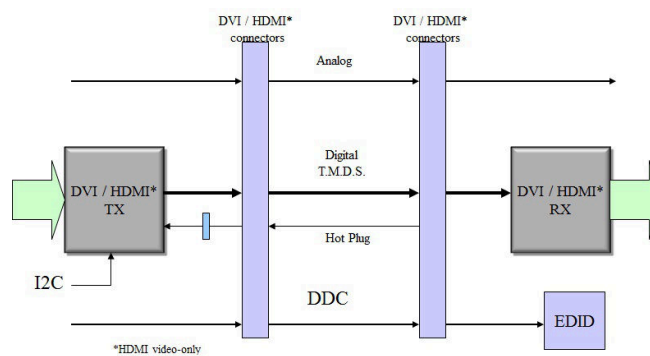 DVI / HDMI*
connectors
DVI / HDMI*
connectors
Analog
Digital
T.M.D.S.
DVI / HDMI*
TX
DVI / HDMI*
RX
Hot Plug
I2C
DDC
EDID
*HDMI video-only